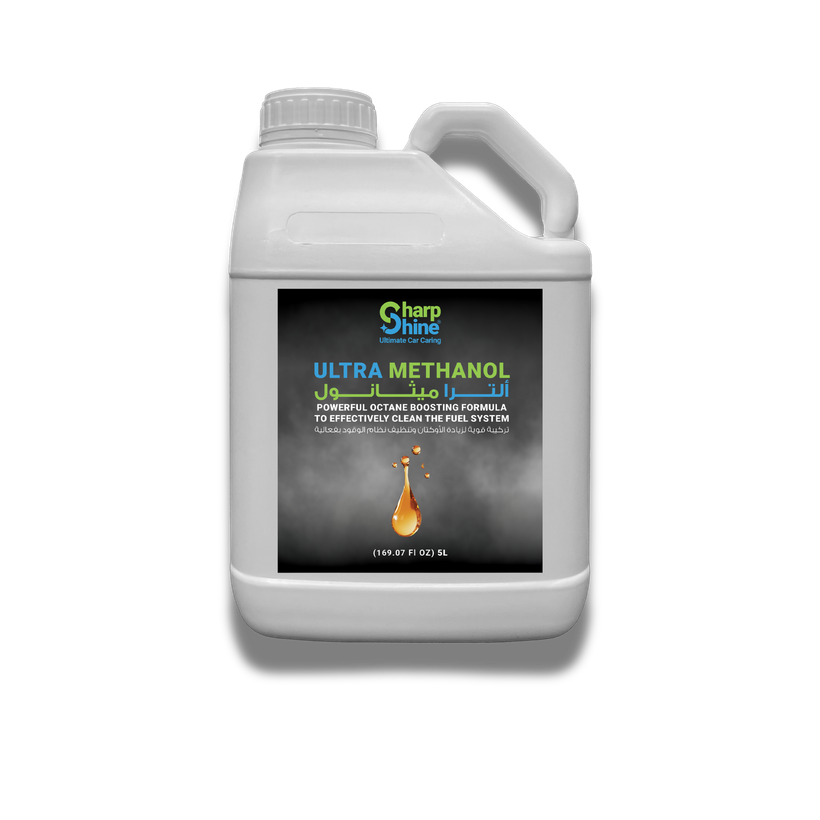 Sharp
Shine®
Ultimate Car Caring
ULTRA METHANOL
ألترا ميثانول
POWERFUL OCTANE BOOSTING FORMULA
TO EFFECTIVELY CLEAN THE FUEL SYSTEM
تركيبة قوية لزيادة الأوكتان وتنظيف نظام الوقود بفعالية
(169.07 Fl OZ) 5L